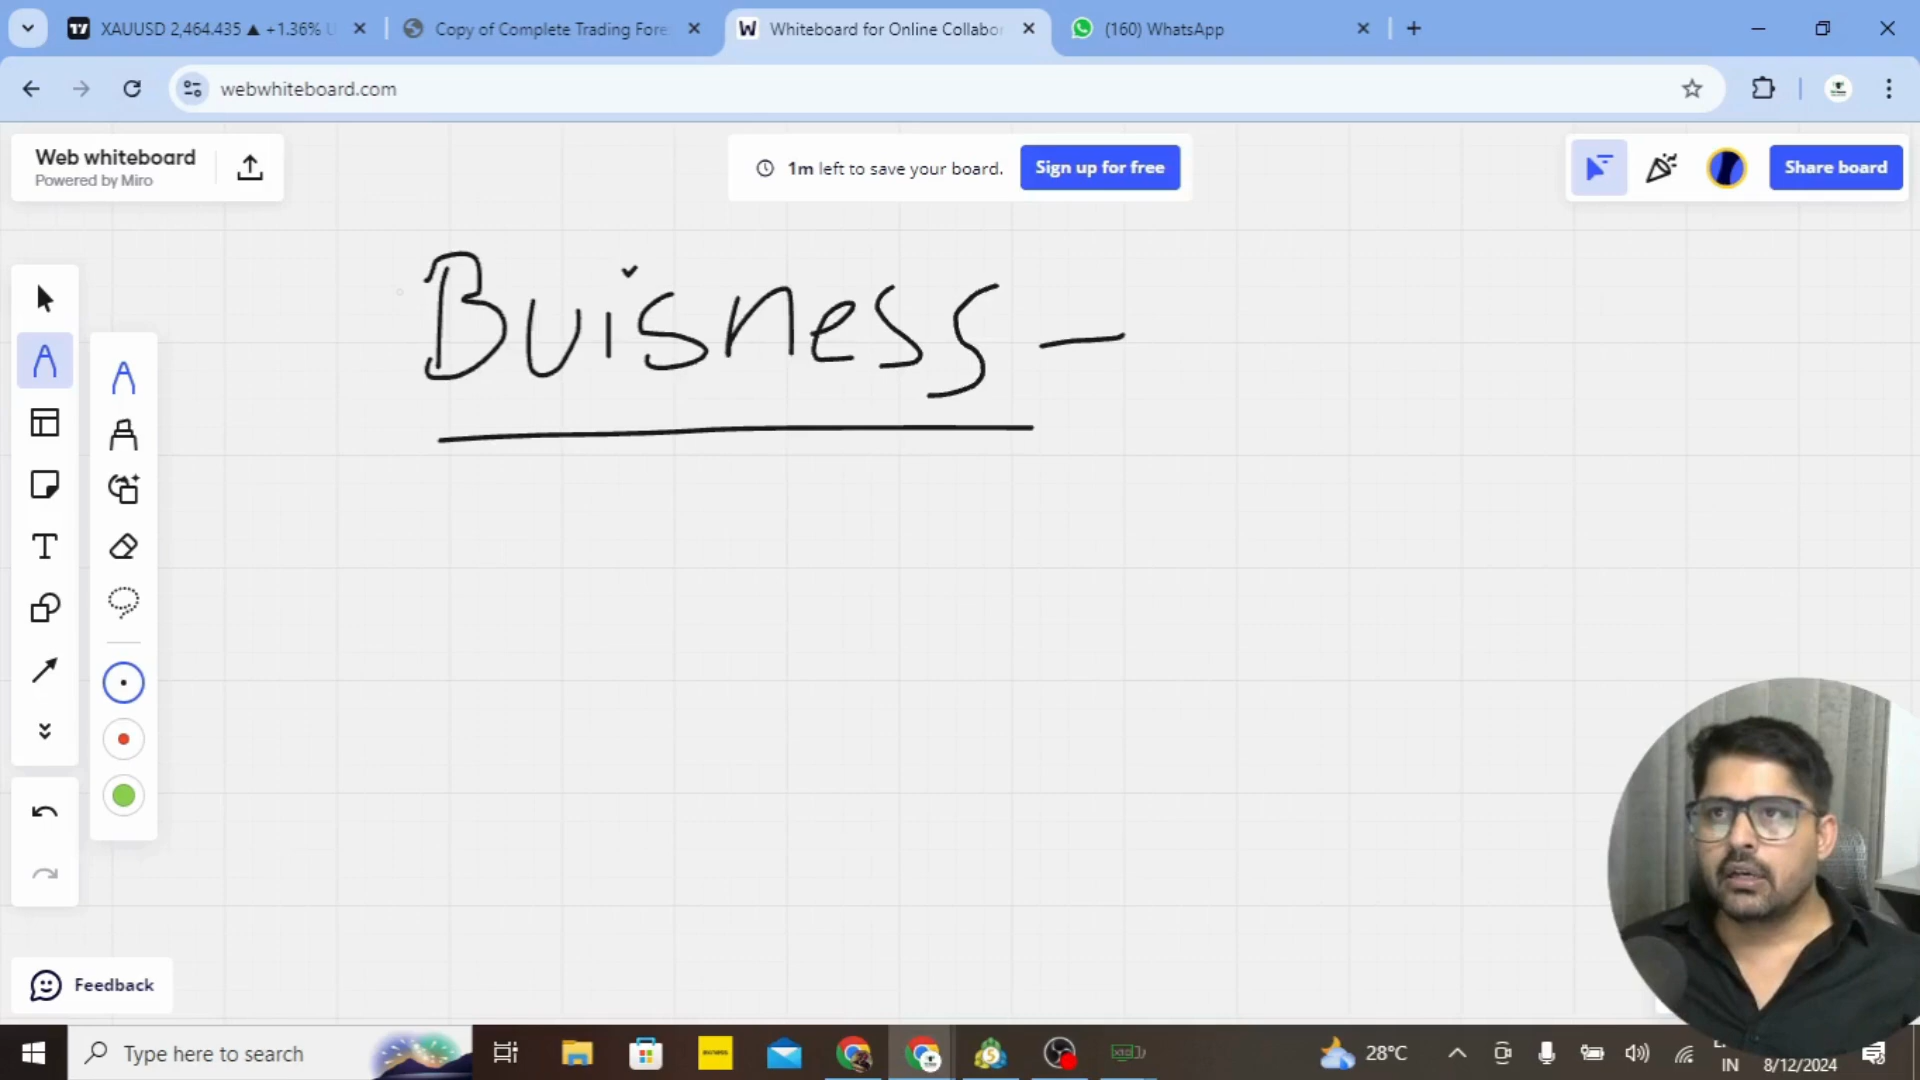 XAUUSD 2,464.435 ▲ +1.36% U
Copy of Complete Trading Fore
W Whiteboard for Online Collabor
(160) WhatsApp
webwhiteboard.com
Web whiteboard
Powered by Miro
1m left to save your board.
Sign up for free
Share board
Buisness –
T
Feedback
Type here to search
28°C
IN
8/12/2024